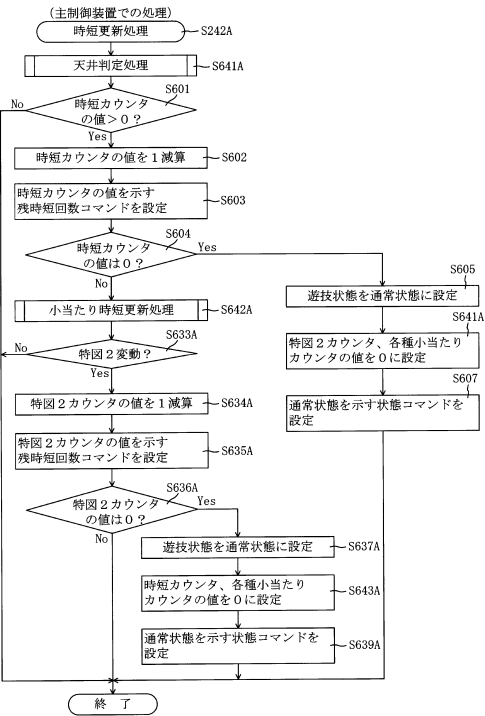 (主制御装置での処理)
時短更新処理
S242A
天井判定処理
S641A
S601
No
時短カウンタ
の値＞0？
Yes
時短カウンタの値を1減算
S602
時短カウンタの値を示す
残時短回数コマンドを設定
S603
S604
時短カウンタ
の値は0？
Yes
No
S605
遊技状態を通常状態に設定
小当たり時短更新処理
S642A
S641A
特図2カウンタ、各種小当たり
カウンタの値を0に設定
S633A
No
特図2変動？
Yes
S607
通常状態を示す状態コマンドを
設定
特図2カウンタの値を1減算
S634A
特図2カウンタの値を示す
残時短回数コマンドを設定
S635A
S636A
特図2カウンタ
の値は0？
Yes
No
遊技状態を通常状態に設定
S637A
時短カウンタ、各種小当たり
カウンタの値を0に設定
S643A
通常状態を示す状態コマンドを
設定
S639A
終 了